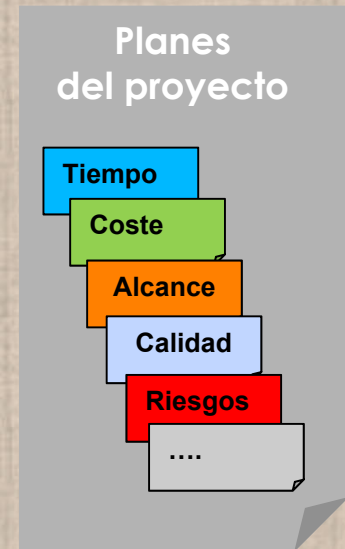 Planes
del proyecto
Tiempo
Coste
Alcance
Calidad
Riesgos
....